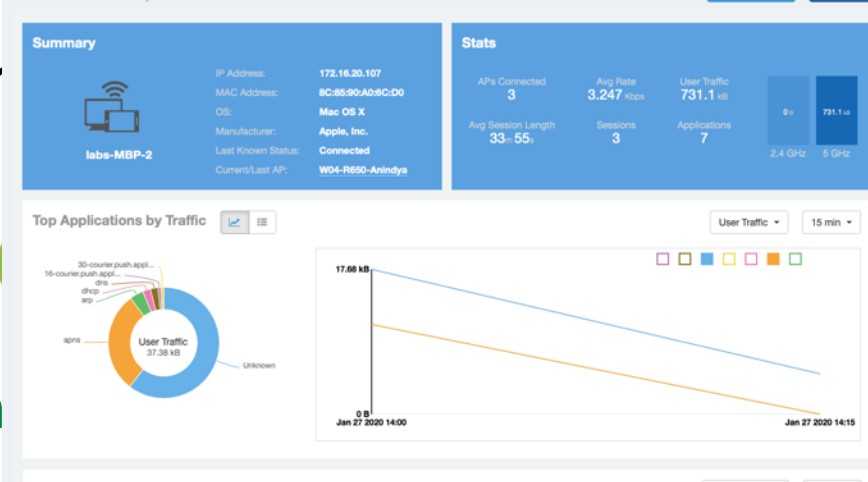 Summary
IP Address: 172.16.20.107
MAC Address: 8C:85:90:A0:6C:D0
OS: Mac OS X
Manufacturer: Apple, Inc.
Last Known Status: Connected
Current/Last AP: W04-R650-Anindya
labs-MBP-2
Stats
APs Connected
3
Avg Rate
3.247 Kbps
User Traffic
731.1 kB
Avg Session Length
33m 55s
Sessions
3
Applications
7
0 B
731.1 kB
2.4 GHz
5 GHz
Top Applications by Traffic
User Traffic
15 min
30-courier.push.appl...
16-courier.push.appl...
dns
dhcp
arp
apns
User Traffic
37.38 kB
Unknown
17.68 kB
0 B
Jan 27 2020 14:00
Jan 27 2020 14:15